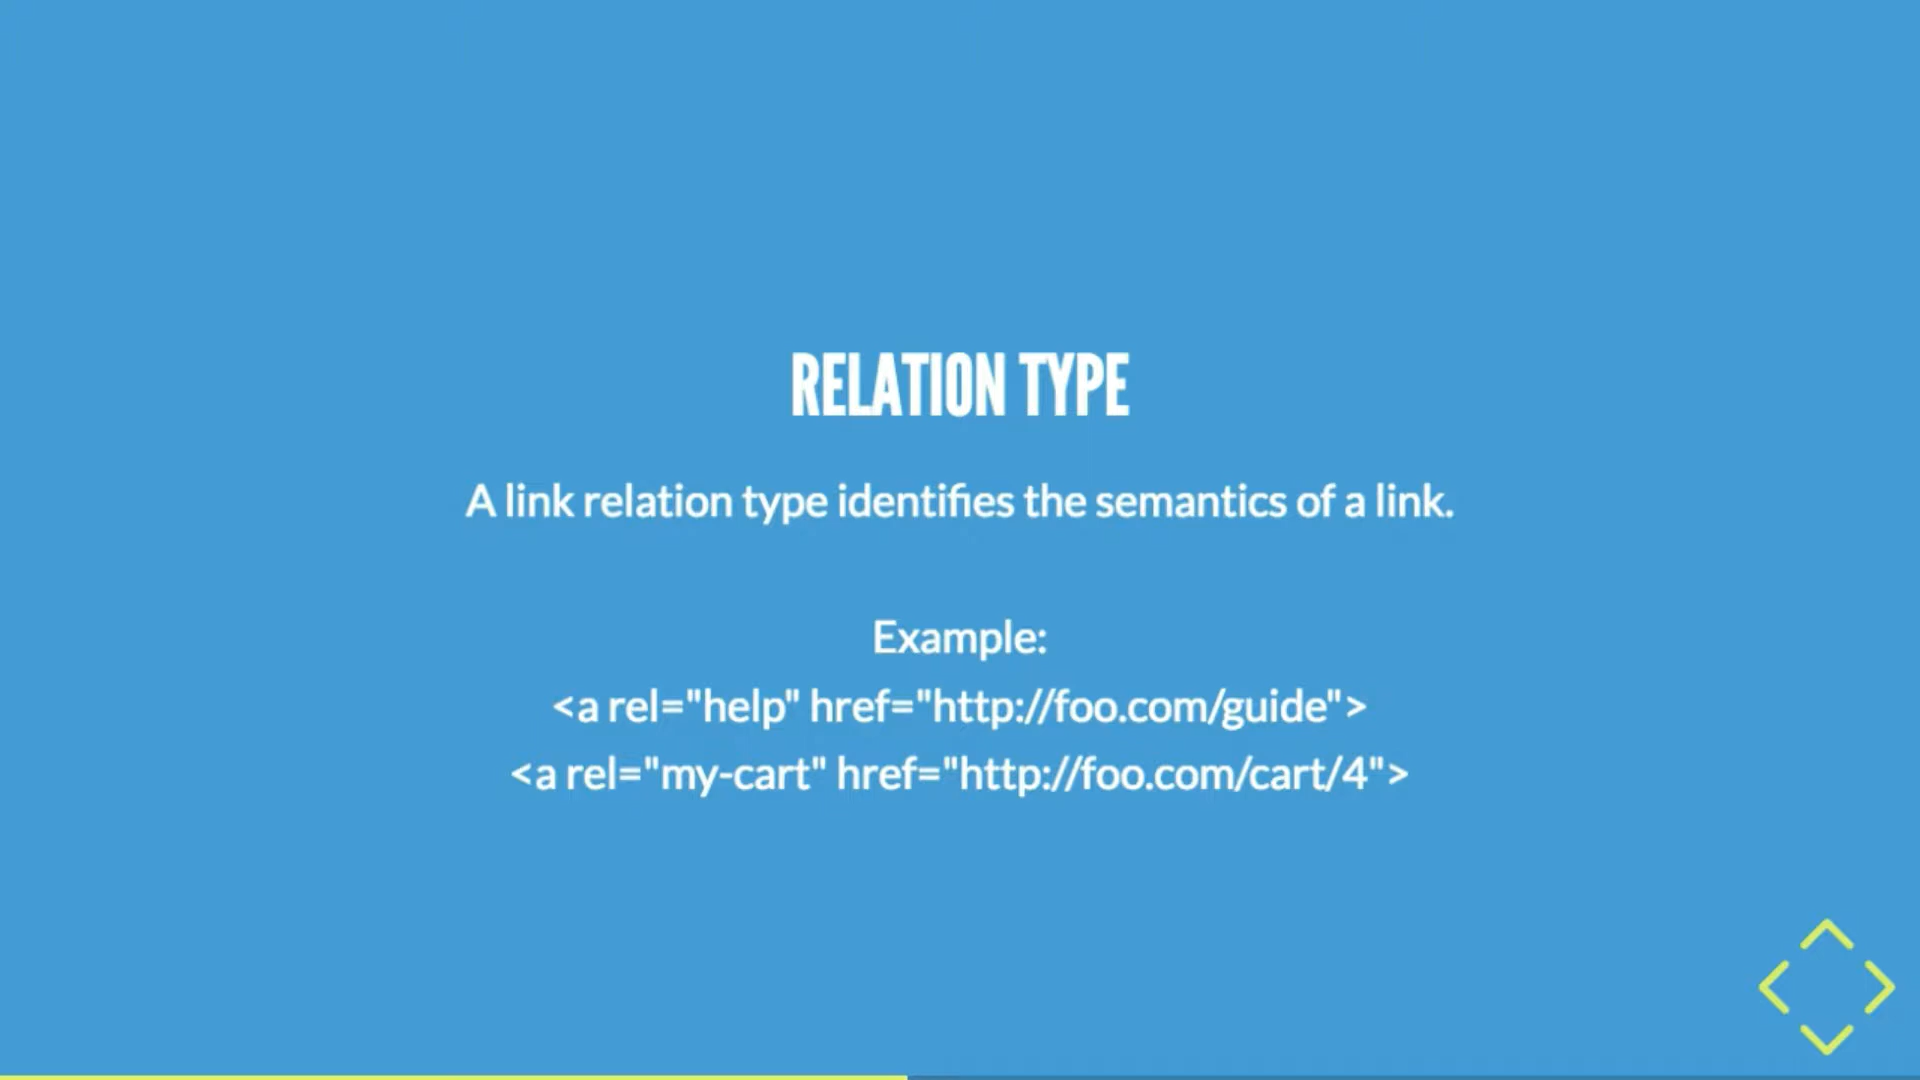 RELATION TYPE
A link relation type identifies the semantics of a link.
Example:
<a rel="help" href="http://foo.com/guide">
<a rel="my-cart" href="http://foo.com/cart/4">